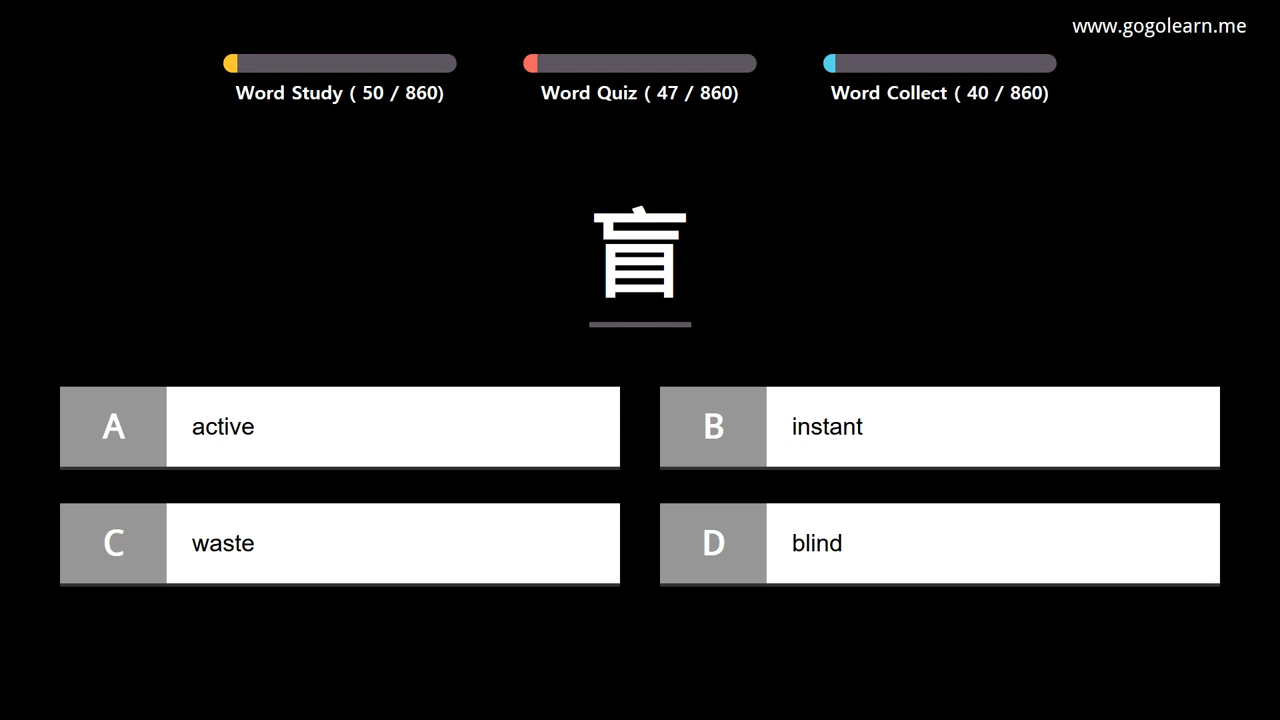 www.gogolearn.me
Word Study ( 50 / 860)
Word Quiz ( 47 / 860)
Word Collect ( 40 / 860)
盲
A active
B instant
C waste
D blind